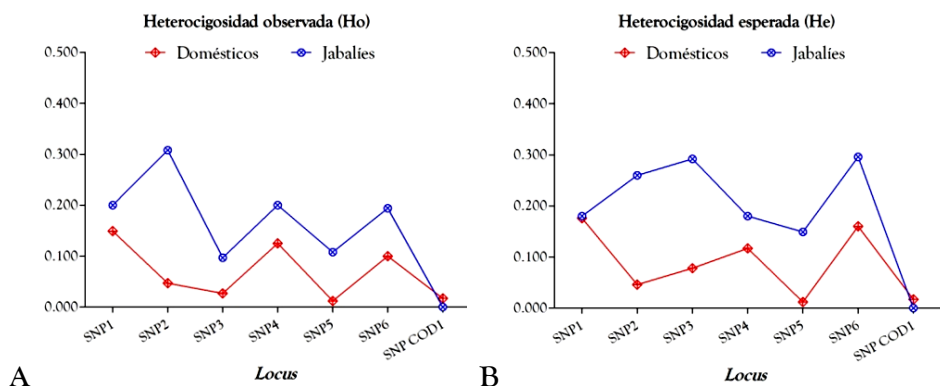 Heterocigosidad observada (Ho)
Domésticos
Jabalíes
0.500
0.400
0.300
0.200
0.100
0.000
SNP1
SNP2
SNP3
SNP4
SNP5
SNP6
SNP COD1
Locus
A
Heterocigosidad esperada (He)
Domésticos
Jabalíes
0.500
0.400
0.300
0.200
0.100
0.000
SNP1
SNP2
SNP3
SNP4
SNP5
SNP6
SNP COD1
Locus
B